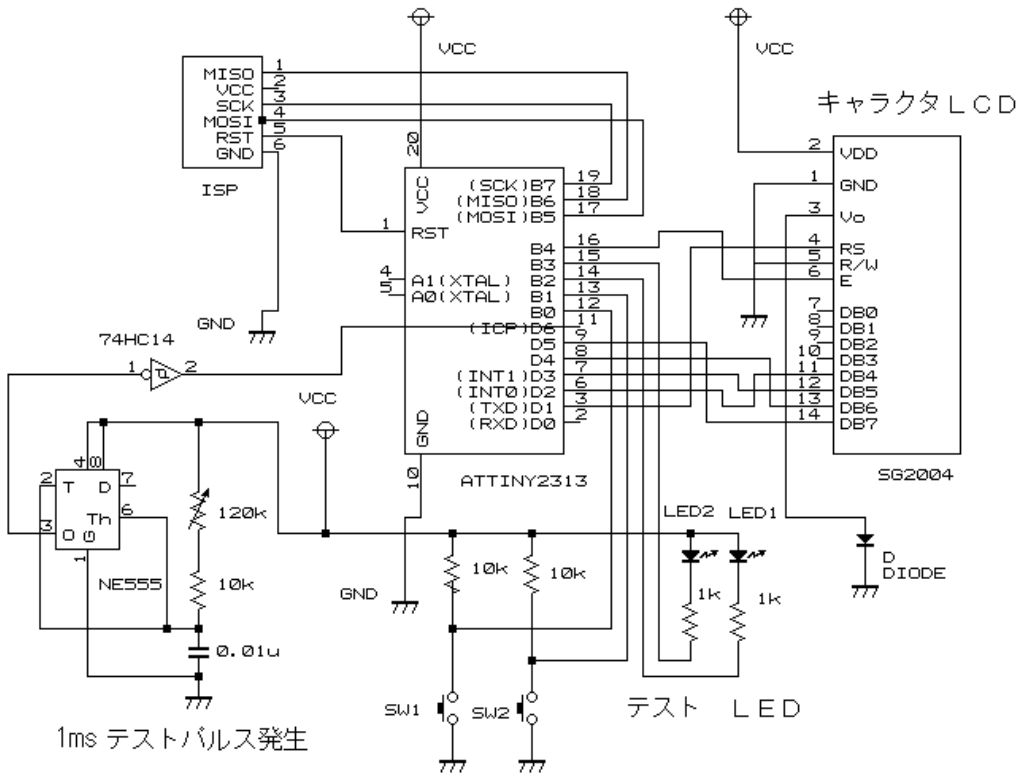 VCC
VCC
1
MISO
2
VCC
3
SCK
4
MOSI
5
RST
6
GND
ISP
キャラクタLCD
20
VCC
(SCK)B7
19
(MISO)B6
18
(MOSI)B5
17
1
RST
B4
16
B3
15
4
A1(XTAL)
B2
14
5
A0(XTAL)
B1
13
B0
12
(ICP)D6
11
D5
9
D4
8
(INT1)D3
7
(INT0)D2
6
(TXD)D1
3
(RXD)D0
2
GND
10
ATTINY2313
2
VDD
1
GND
3
Vo
4
RS
5
R/W
6
E
7
DB0
8
DB1
9
DB2
10
DB3
11
DB4
12
DB5
13
DB6
14
DB7
SG2004
GND
74HC14
1
2
VCC
4
8
2
T
D
7
Th
6
3
O
G
1
NE555
120k
10k
0.01u
GND
10k
10k
LED2
LED1
1k
1k
D
DIODE
SW1
SW2
テスト LED
1ms テストパルス発生